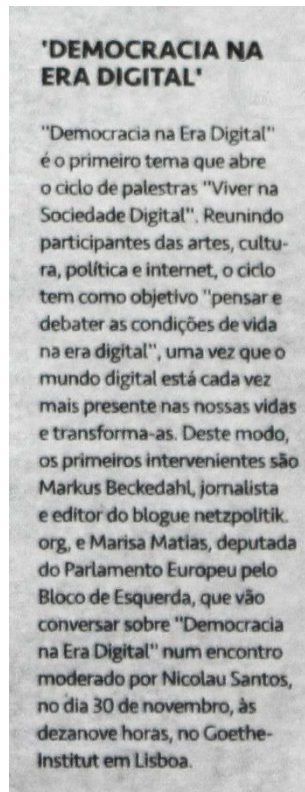 'DEMOCRACIA NA
ERA DIGITAL'
"Democracia na Era Digital"
é o primeiro tema que abre
o ciclo de palestras "Viver na
Sociedade Digital". Reunindo
participantes das artes, cultu-
ra, política e internet, o ciclo
tem como objetivo "pensar e
debater as condições de vida
na era digital", uma vez que o
mundo digital está cada vez
mais presente nas nossas vidas
e transforma-as. Deste modo,
os primeiros intervenientes são
Markus Beckedahl, jornalista
e editor do blogue netzpolitik.
org, e Marisa Matias, deputada
do Parlamento Europeu pelo
Bloco de Esquerda, que vão
conversar sobre "Democracia
na Era Digital" num encontro
moderado por Nicolau Santos,
no dia 30 de novembro, às
dezanove horas, no Goethe-
Institut em Lisboa.